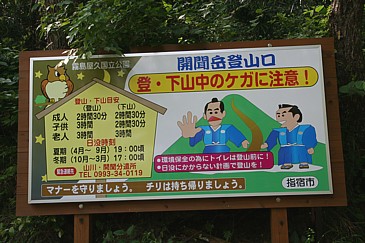 霧島屋久国立公園
開聞岳登山口
登・下山中のケガに注意!
登山・下山目安
(登山) (下山)
成人 2時間30分 2時間30分
子供 3時間 2時間30分
老人 3時間 3時間
日没時刻
夏期(4月〜 9月)19:00頃
冬期(10月〜3月)17:00頃
緊急連絡先 山川・開聞分遣所
TEL 0993-34-0119
•環境保全の為にトイレは登山前に!
•日没にかからない計画で登山を!
マナーを守りましょう。 チリは持ち帰りましょう。
指宿市